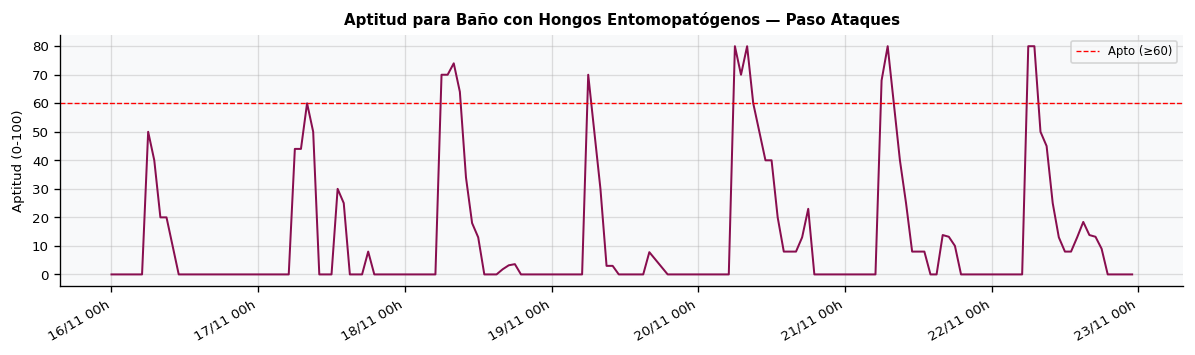 Aptitud para Baño con Hongos Entomopatógenos — Paso Ataques
Apto (≥60)
Aptitud (0-100)
80
70
60
50
40
30
20
10
0
16/11 00h
17/11 00h
18/11 00h
19/11 00h
20/11 00h
21/11 00h
22/11 00h
23/11 00h